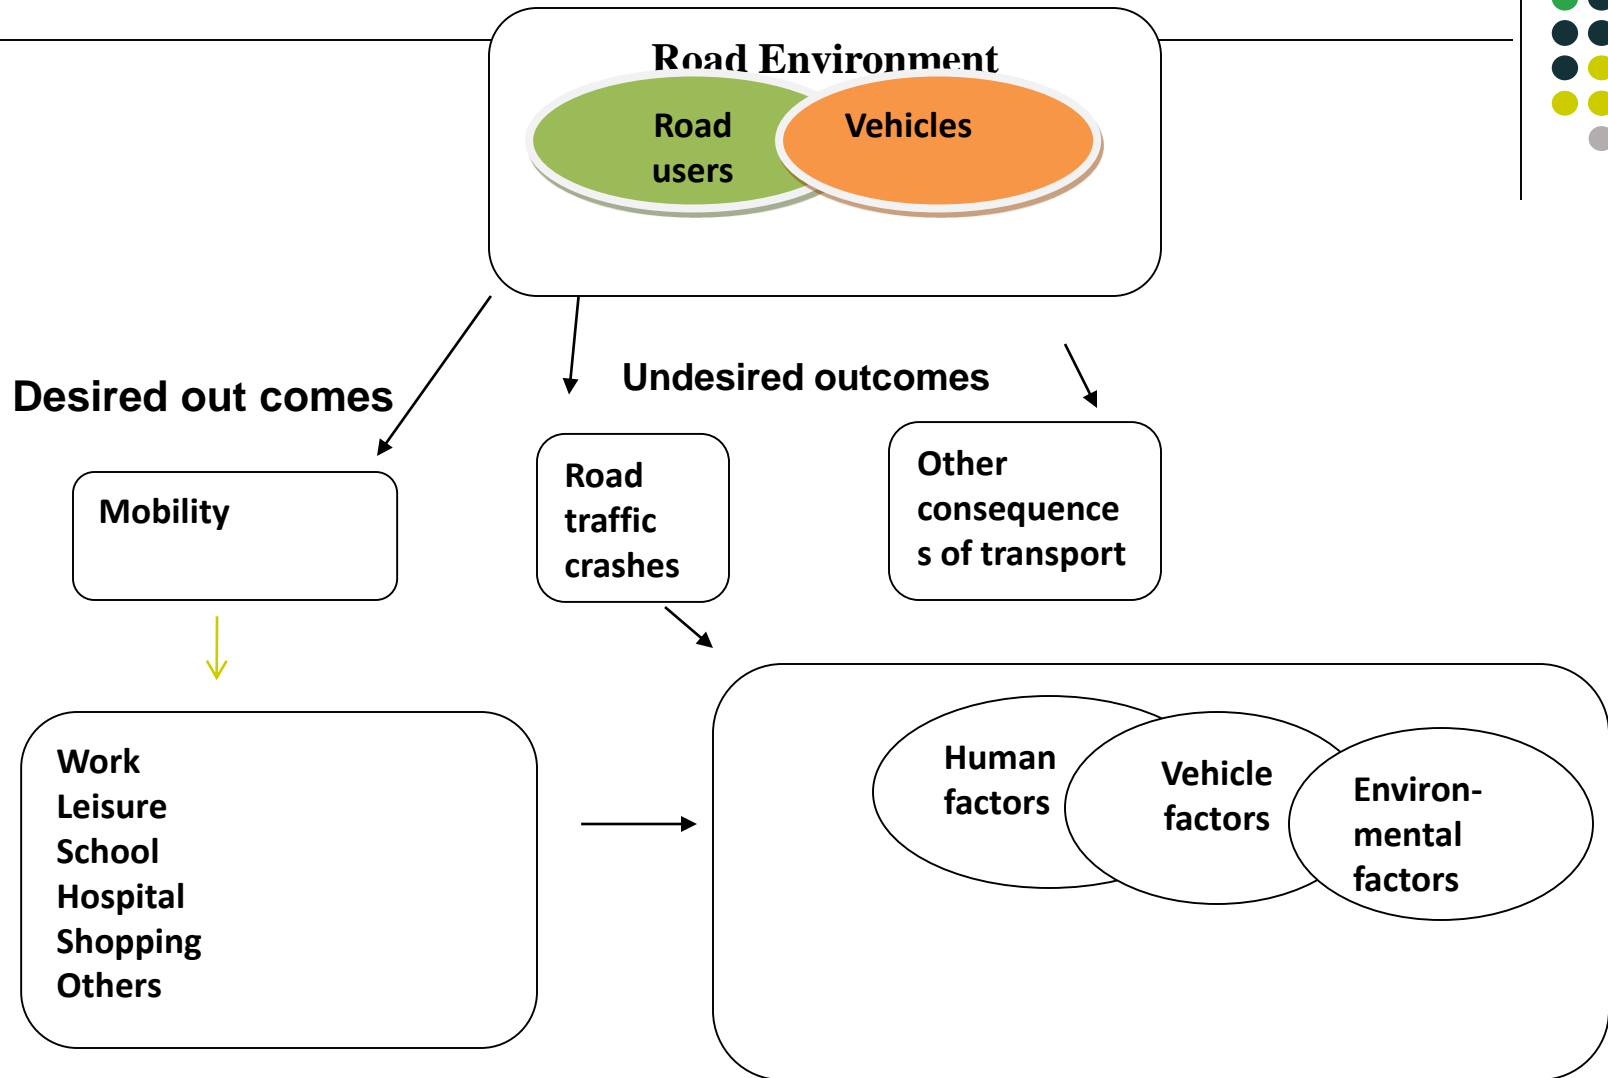 Road Environment
Road
users
Vehicles
Desired out comes
Undesired outcomes
Mobility
Road
traffic
crashes
Other
consequence
s of transport
Work
Leisure
School
Hospital
Shopping
Others
Human
factors
Vehicle
factors
Environ-
mental
factors